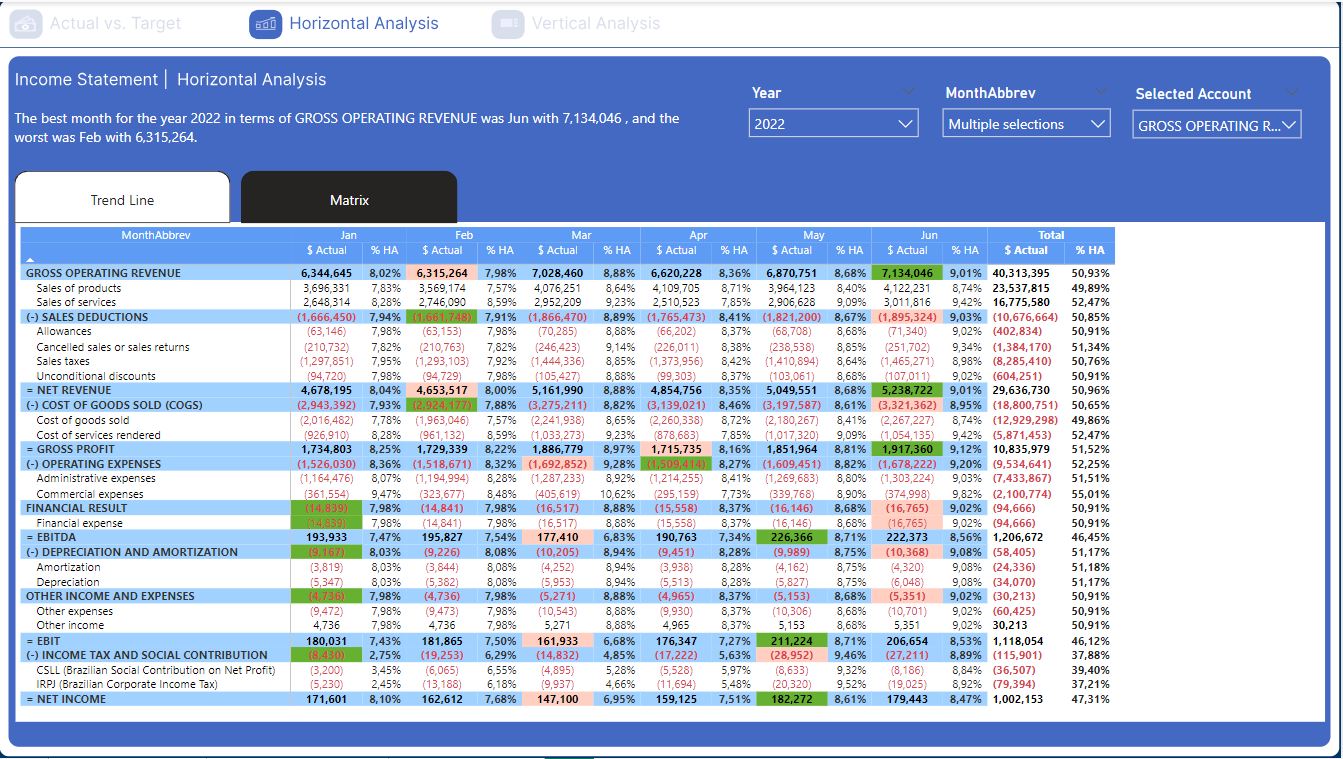 Actual vs. Target Horizontal Analysis Vertical Analysis
Income Statement | Horizontal Analysis
The best month for the year 2022 in terms of GROSS OPERATING REVENUE was Jun with 7,134,046 , and the
worst was Feb with 6,315,264.
Year MonthAbbrev Selected Account
2022 Multiple selections GROSS OPERATING R...
Trend Line Matrix
MonthAbbrev Jan Feb Mar Apr May Jun Total
$ Actual % HA $ Actual % HA $ Actual % HA $ Actual % HA $ Actual % HA $ Actual % HA $ Actual % HA
GROSS OPERATING REVENUE 6,344,645 8,02% 6,315,264 7,98% 7,028,460 8,88% 6,620,228 8,36% 6,870,751 8,68% 7,134,046 9,01% 40,313,395 50,93%
Sales of products 3,696,331 7,83% 3,569,174 7,57% 4,076,251 8,64% 4,109,705 8,71% 3,964,123 8,40% 4,122,231 8,74% 23,537,815 49,89%
Sales of services 2,648,314 8,28% 2,746,090 8,59% 2,952,209 9,23% 2,510,523 7,85% 2,906,628 9,09% 3,011,816 9,42% 16,775,580 52,47%
(-) SALES DEDUCTIONS (1,666,450) 7,94% (1,661,748) 7,91% (1,866,470) 8,89% (1,765,473) 8,41% (1,821,200) 8,67% (1,895,324) 9,03% (10,676,664) 50,85%
Allowances (63,146) 7,98% (63,153) 7,98% (70,285) 8,88% (66,202) 8,37% (68,708) 8,68% (71,340) 9,02% (402,834) 50,91%
Cancelled sales or sales returns (210,732) 7,82% (210,763) 7,82% (246,423) 9,14% (226,011) 8,38% (238,538) 8,85% (251,702) 9,34% (1,384,170) 51,34%
Sales taxes (1,297,851) 7,95% (1,293,103) 7,92% (1,444,336) 8,85% (1,373,956) 8,42% (1,410,894) 8,64% (1,465,271) 8,98% (8,285,410) 50,76%
Unconditional discounts (94,720) 7,98% (94,729) 7,98% (105,427) 8,88% (99,303) 8,37% (103,061) 8,68% (107,011) 9,02% (604,251) 50,91%
= NET REVENUE 4,678,195 8,04% 4,653,517 8,00% 5,161,990 8,88% 4,854,756 8,35% 5,049,551 8,68% 5,238,722 9,01% 29,636,730 50,96%
(-) COST OF GOODS SOLD (COGS) (2,943,392) 7,93% (2,924,177) 7,88% (3,275,211) 8,82% (3,139,021) 8,46% (3,197,587) 8,61% (3,321,362) 8,95% (18,800,751) 50,65%
Cost of goods sold (2,016,482) 7,78% (1,963,046) 7,57% (2,241,938) 8,65% (2,260,338) 8,72% (2,180,267) 8,41% (2,267,227) 8,74% (12,929,298) 49,86%
Cost of services rendered (926,910) 8,28% (961,132) 8,59% (1,033,273) 9,23% (878,683) 7,85% (1,017,320) 9,09% (1,054,135) 9,42% (5,871,453) 52,47%
= GROSS PROFIT 1,734,803 8,25% 1,729,339 8,22% 1,886,779 8,97% 1,715,735 8,16% 1,851,964 8,81% 1,917,360 9,12% 10,835,979 51,52%
(-) OPERATING EXPENSES (1,526,030) 8,36% (1,518,671) 8,32% (1,692,852) 9,28% (1,509,414) 8,27% (1,609,451) 8,82% (1,678,222) 9,20% (9,534,641) 52,25%
Administrative expenses (1,164,476) 8,07% (1,194,994) 8,28% (1,287,233) 8,92% (1,214,255) 8,41% (1,269,683) 8,80% (1,303,224) 9,03% (7,433,867) 51,51%
Commercial expenses (361,554) 9,47% (323,677) 8,48% (405,619) 10,62% (295,159) 7,73% (339,768) 8,90% (374,998) 9,82% (2,100,774) 55,01%
FINANCIAL RESULT (14,839) 7,98% (14,841) 7,98% (16,517) 8,88% (15,558) 8,37% (16,146) 8,68% (16,765) 9,02% (94,666) 50,91%
Financial expense (14,839) 7,98% (14,841) 7,98% (16,517) 8,88% (15,558) 8,37% (16,146) 8,68% (16,765) 9,02% (94,666) 50,91%
= EBITDA 193,933 7,47% 195,827 7,54% 177,410 6,83% 190,763 7,34% 226,366 8,71% 222,373 8,56% 1,206,672 46,45%
(-) DEPRECIATION AND AMORTIZATION (9,167) 8,03% (9,226) 8,08% (10,205) 8,94% (9,451) 8,28% (9,989) 8,75% (10,368) 9,08% (58,405) 51,17%
Amortization (3,819) 8,03% (3,844) 8,08% (4,252) 8,94% (3,938) 8,28% (4,162) 8,75% (4,320) 9,08% (24,336) 51,18%
Depreciation (5,347) 8,03% (5,382) 8,08% (5,953) 8,94% (5,513) 8,28% (5,827) 8,75% (6,048) 9,08% (34,070) 51,17%
OTHER INCOME AND EXPENSES (4,736) 7,98% (4,736) 7,98% (5,271) 8,88% (4,965) 8,37% (5,153) 8,68% (5,351) 9,02% (30,213) 50,91%
Other expenses (9,472) 7,98% (9,473) 7,98% (10,543) 8,88% (9,930) 8,37% (10,306) 8,68% (10,701) 9,02% (60,425) 50,91%
Other income 4,736 7,98% 4,736 7,98% 5,271 8,88% 4,965 8,37% 5,153 8,68% 5,351 9,02% 30,213 50,91%
= EBIT 180,031 7,43% 181,865 7,50% 161,933 6,68% 176,347 7,27% 211,224 8,71% 206,654 8,53% 1,118,054 46,12%
(-) INCOME TAX AND SOCIAL CONTRIBUTION (8,430) 2,75% (19,253) 6,29% (14,832) 4,85% (17,222) 5,63% (28,952) 9,46% (27,211) 8,89% (115,901) 37,88%
CSLL (Brazilian Social Contribution on Net Profit) (3,200) 3,45% (6,065) 6,55% (4,895) 5,28% (5,528) 5,97% (8,633) 9,32% (8,186) 8,84% (36,507) 39,40%
IRPJ (Brazilian Corporate Income Tax) (5,230) 2,45% (13,188) 6,18% (9,937) 4,66% (11,694) 5,48% (20,320) 9,52% (19,025) 8,92% (79,394) 37,21%
= NET INCOME 171,601 8,10% 162,612 7,68% 147,100 6,95% 159,125 7,51% 182,272 8,61% 179,443 8,47% 1,002,153 47,31%